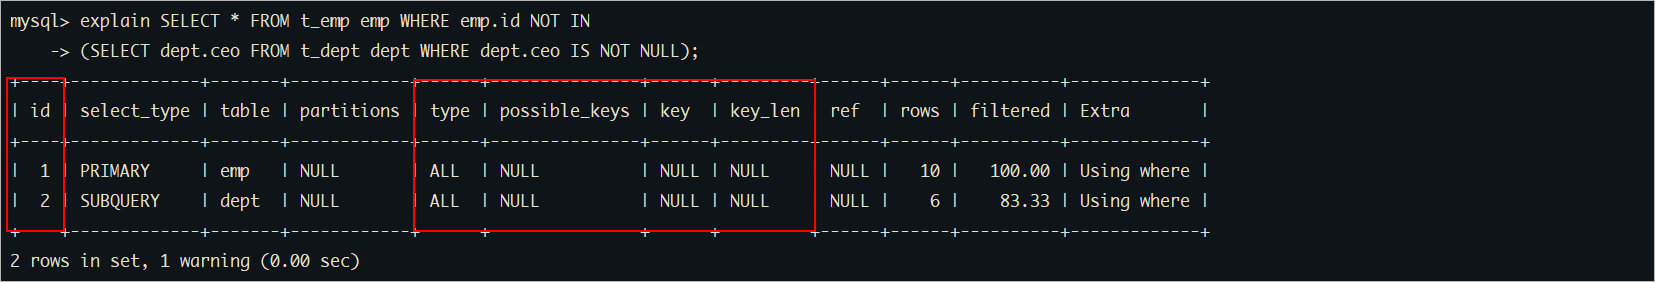 mysql> explain SELECT * FROM t_emp emp WHERE emp.id NOT IN
    -> (SELECT dept.ceo FROM t_dept dept WHERE dept.ceo IS NOT NULL);
+----+-------------+-------+------------+------+---------------+------+---------+------+------+----------+-------------+
| id | select_type | table | partitions | type | possible_keys | key  | key_len | ref  | rows | filtered | Extra       |
+----+-------------+-------+------------+------+---------------+------+---------+------+------+----------+-------------+
|  1 | PRIMARY     | emp   | NULL       | ALL  | NULL          | NULL | NULL    | NULL |   10 |   100.00 | Using where |
|  2 | SUBQUERY    | dept  | NULL       | ALL  | NULL          | NULL | NULL    | NULL |    6 |    83.33 | Using where |
+----+-------------+-------+------------+------+---------------+------+---------+------+------+----------+-------------+
2 rows in set, 1 warning (0.00 sec)